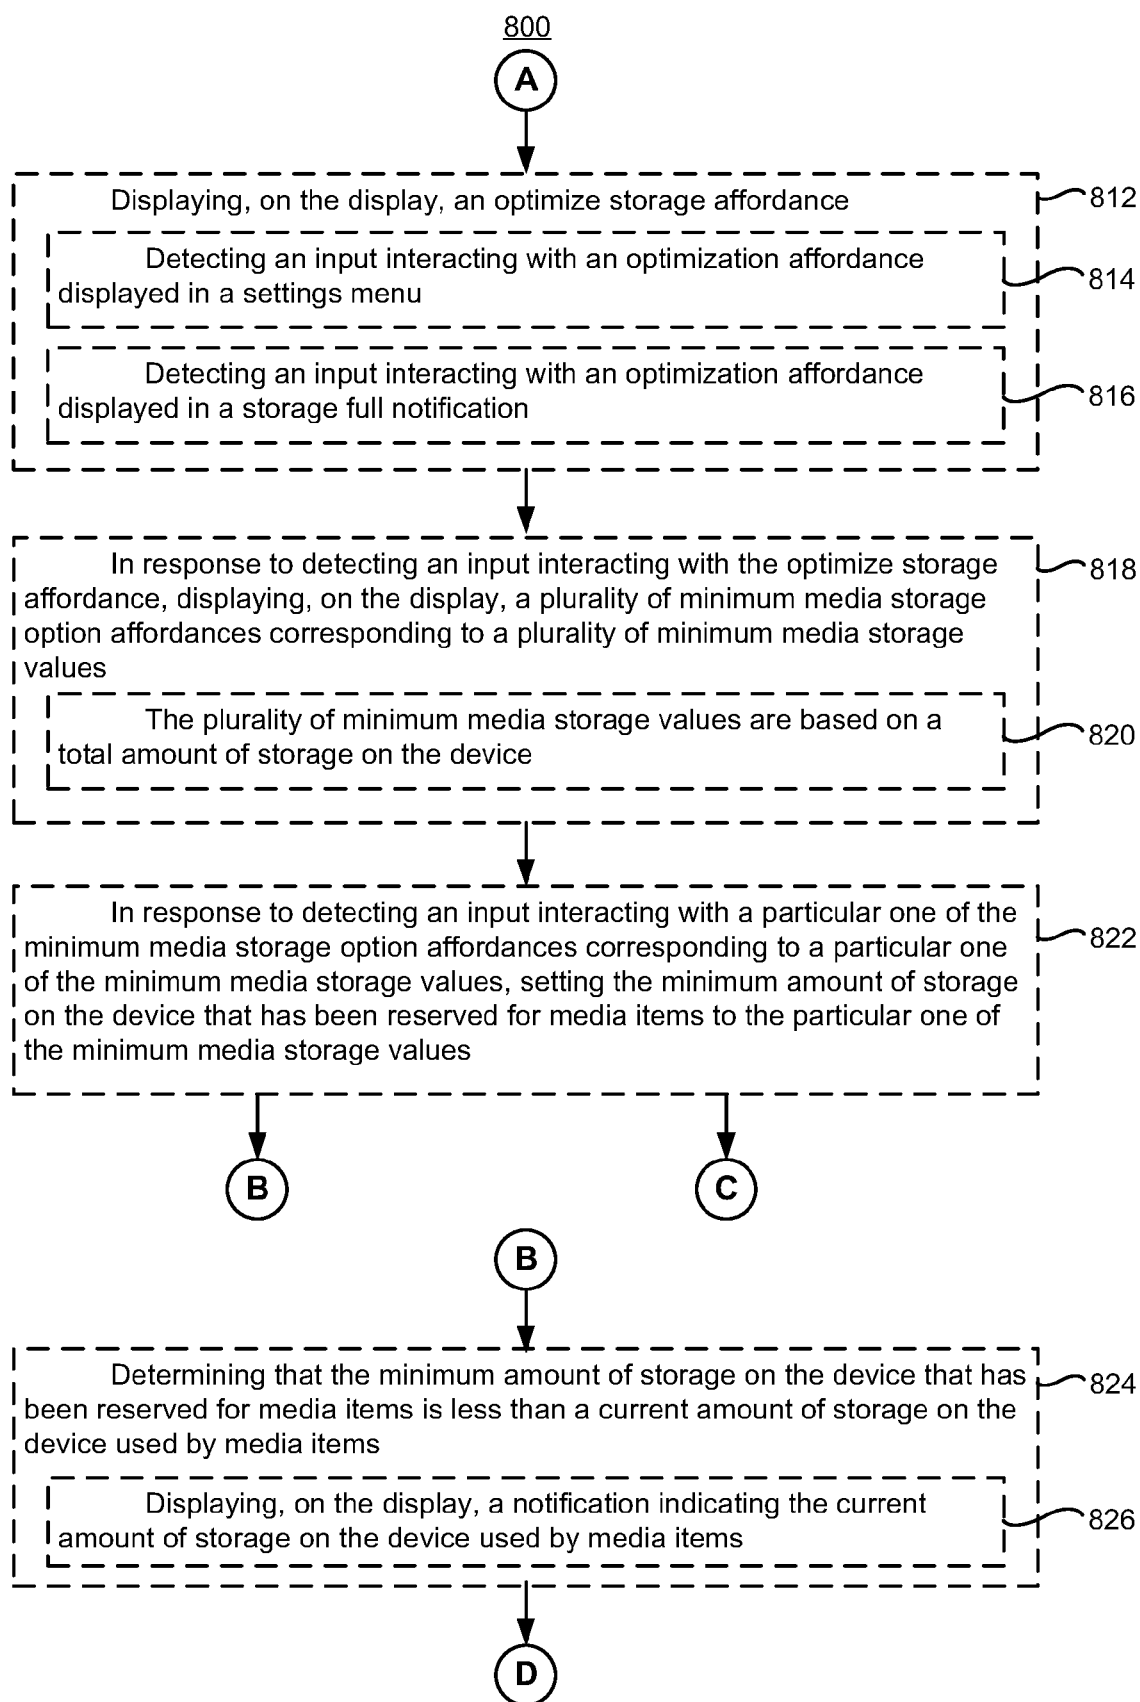 800
A
Displaying, on the display, an optimize storage affordance
812
Detecting an input interacting with an optimization affordance
displayed in a settings menu
814
Detecting an input interacting with an optimization affordance
displayed in a storage full notification
816
In response to detecting an input interacting with the optimize storage
affordance, displaying, on the display, a plurality of minimum media storage
option affordances corresponding to a plurality of minimum media storage
values
818
The plurality of minimum media storage values are based on a
total amount of storage on the device
820
In response to detecting an input interacting with a particular one of the
minimum media storage option affordances corresponding to a particular one
of the minimum media storage values, setting the minimum amount of storage
on the device that has been reserved for media items to the particular one of
the minimum media storage values
822
B
C
B
Determining that the minimum amount of storage on the device that has
been reserved for media items is less than a current amount of storage on the
device used by media items
824
Displaying, on the display, a notification indicating the current
amount of storage on the device used by media items
826
D